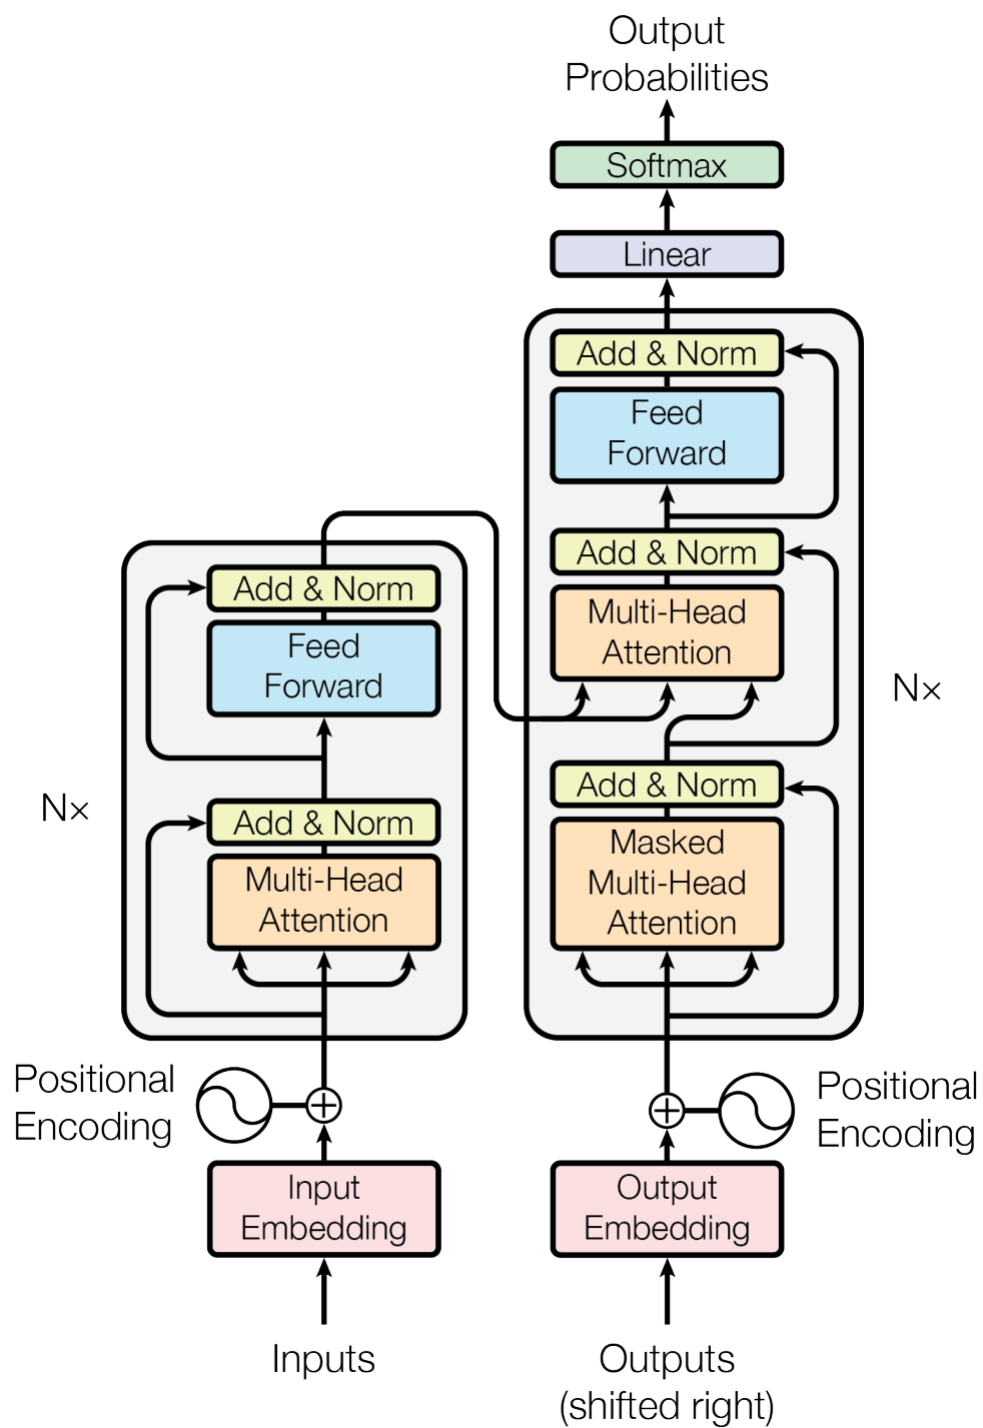 Output
Probabilities
Softmax
Linear
Add & Norm
Feed
Forward
Add & Norm
Multi-Head
Attention
Nx
Add & Norm
Masked
Multi-Head
Attention
Add & Norm
Feed
Forward
Nx
Add & Norm
Multi-Head
Attention
Positional
Encoding
Positional
Encoding
Input
Embedding
Output
Embedding
Inputs
Outputs
(shifted right)